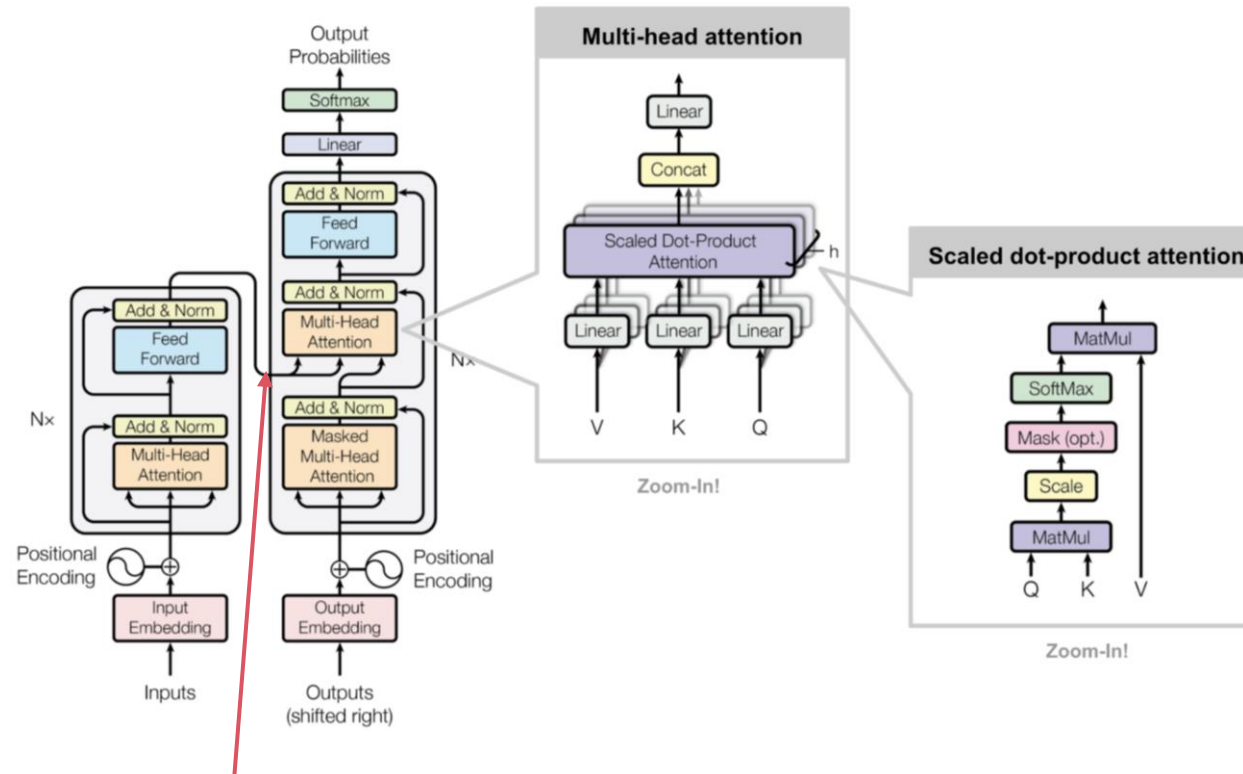 Output
Probabilities
Softmax
Linear
Add & Norm
Feed
Forward
Add & Norm
Multi-Head
Attention
Nx
Add & Norm
Masked
Multi-Head
Attention
Positional
Encoding
Output
Embedding
Outputs
(shifted right)
Add & Norm
Feed
Forward
Nx
Add & Norm
Multi-Head
Attention
Positional
Encoding
Input
Embedding
Inputs
Multi-head attention
Linear
Concat
Scaled Dot-Product
Attention
h
Linear Linear Linear
V K Q
Zoom-In!
Scaled dot-product attention
MatMul
SoftMax
Mask (opt.)
Scale
MatMul
Q K V
Zoom-In!